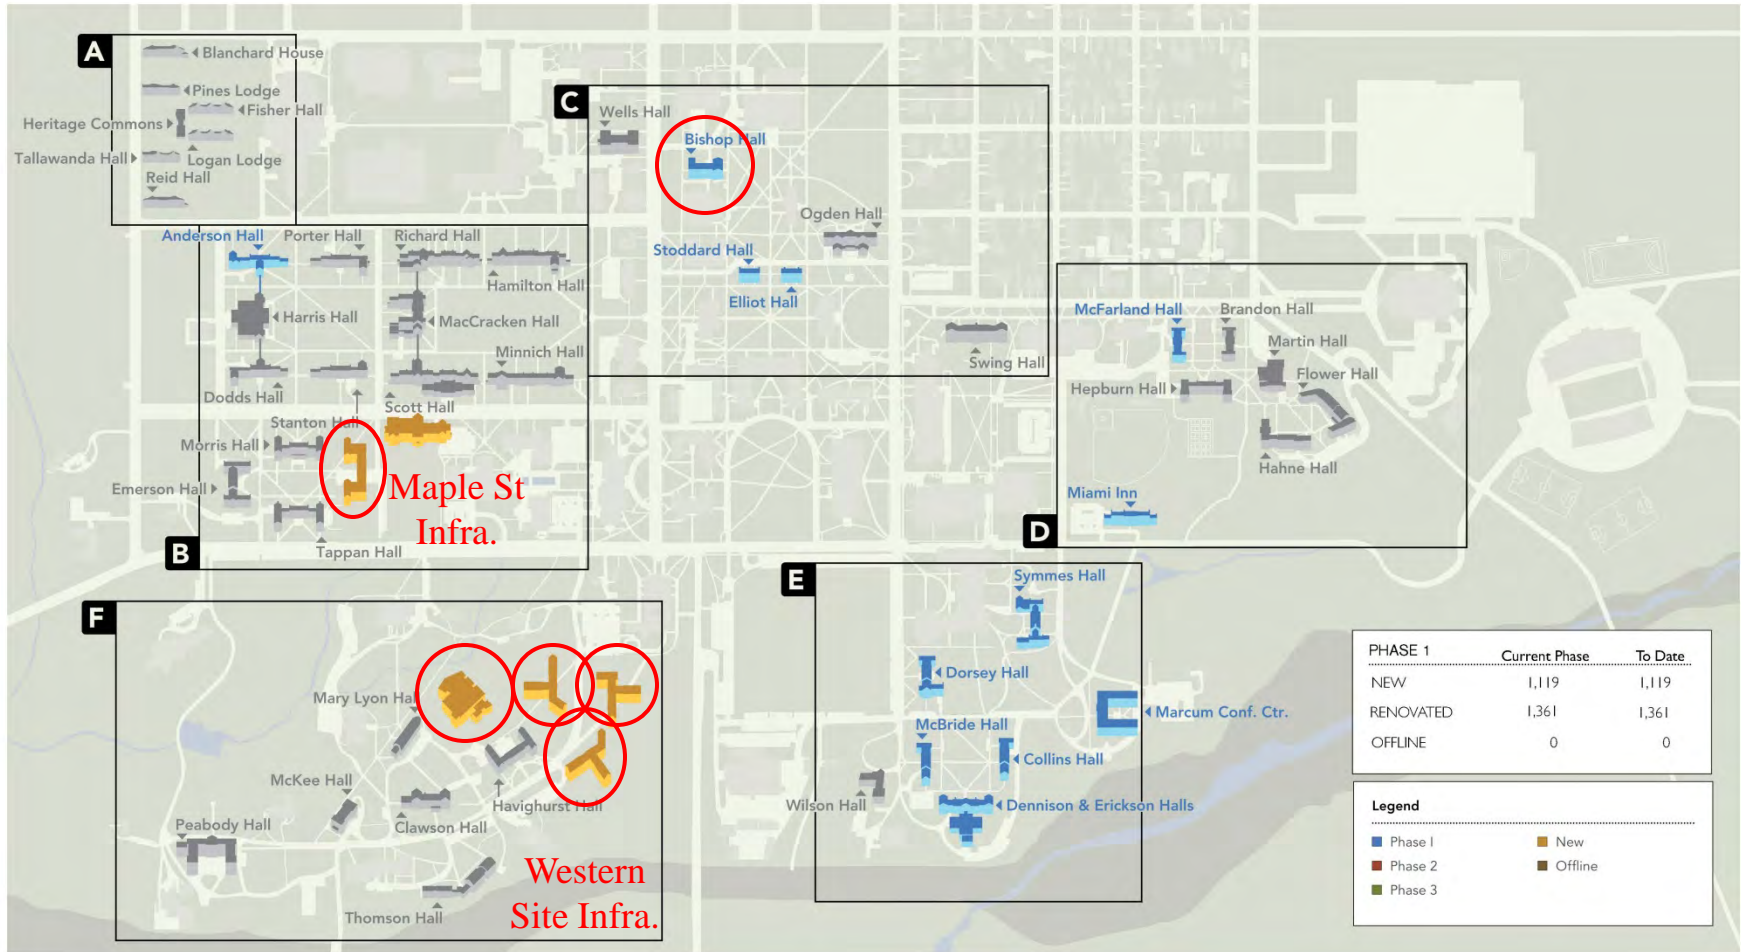 A
Blanchard House
Pines Lodge
Fisher Hall
Heritage Commons
Tallawanda Hall
Logan Lodge
Reid Hall
C
Wells Hall
Bishop Hall
Ogden Hall
Stoddard Hall
Elliot Hall
Swing Hall
Anderson Hall
Porter Hall
Richard Hall
Hamilton Hall
Harris Hall
MacCracken Hall
Minnich Hall
Dodds Hall
Stanton Hall
Scott Hall
Morris Hall
Emerson Hall
Maple St
Infra.
Tappan Hall
B
McFarland Hall
Brandon Hall
Martin Hall
Flower Hall
Hepburn Hall
Hahne Hall
Miami Inn
D
E
Symmes Hall
Dorsey Hall
Marcum Conf. Ctr.
McBride Hall
Collins Hall
Wilson Hall
Dennison & Erickson Halls
F
Mary Lyon Hall
McKee Hall
Havighurst Hall
Clawson Hall
Peabody Hall
Thomson Hall
Western
Site Infra.
PHASE 1 Current Phase To Date
NEW 1,119 1,119
RENOVATED 1,361 1,361
OFFLINE 0 0
Legend
Phase 1 New
Phase 2 Offline
Phase 3